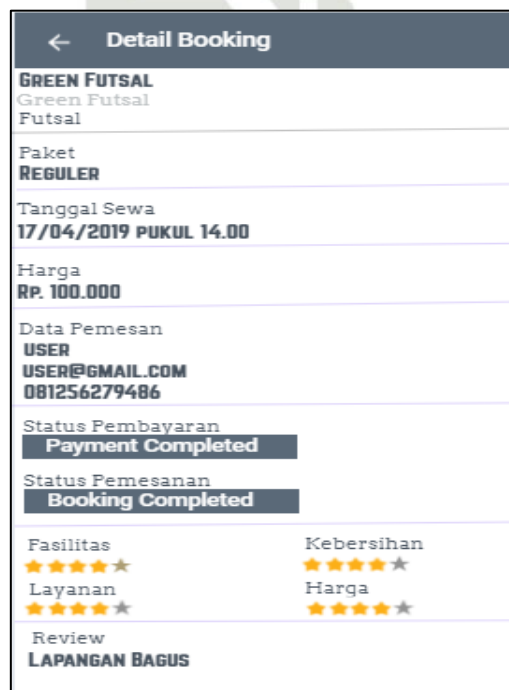 Detail Booking
GREEN FUTSAL
Green Futsal
Futsal
Paket
REGULER
Tanggal Sewa
17/04/2019 PUKUL 14.00
Harga
RP. 100.000
Data Pemesan
USER
USER@GMAIL.COM
081256279486
Status Pembayaran
Payment Completed
Status Pemesanan
Booking Completed
Fasilitas Kebersihan
Layanan Harga
Review
LAPANGAN BAGUS